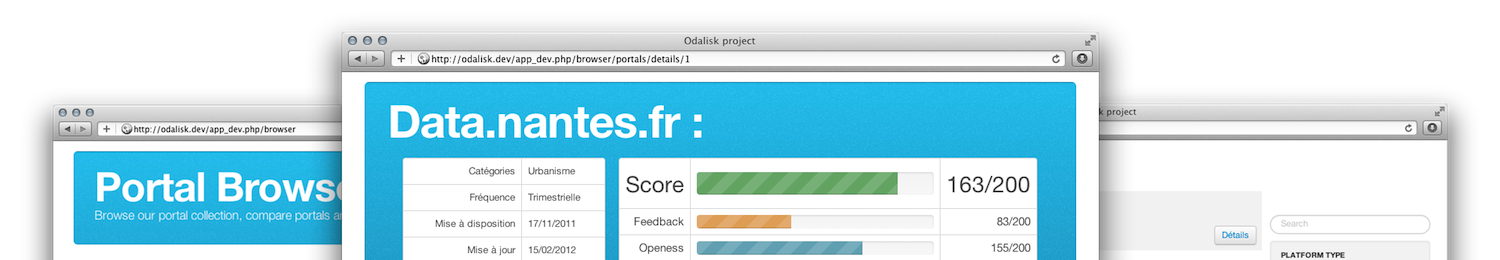 Odalisk project
http://odalisk.dev/app_dev.php/browser/portals/details/1
Data.nantes.fr :
Catégories Urbanisme
Fréquence Trimestrielle
Mise à disposition 17/11/2011
Mise à jour 15/02/2012
Score 163/200
Feedback 83/200
Openess 155/200
http://odalisk.dev/app_dev.php/browser
Portal Browse
Browse our portal collection, compare portals a
k project
Search
Détails
PLATFORM TYPE